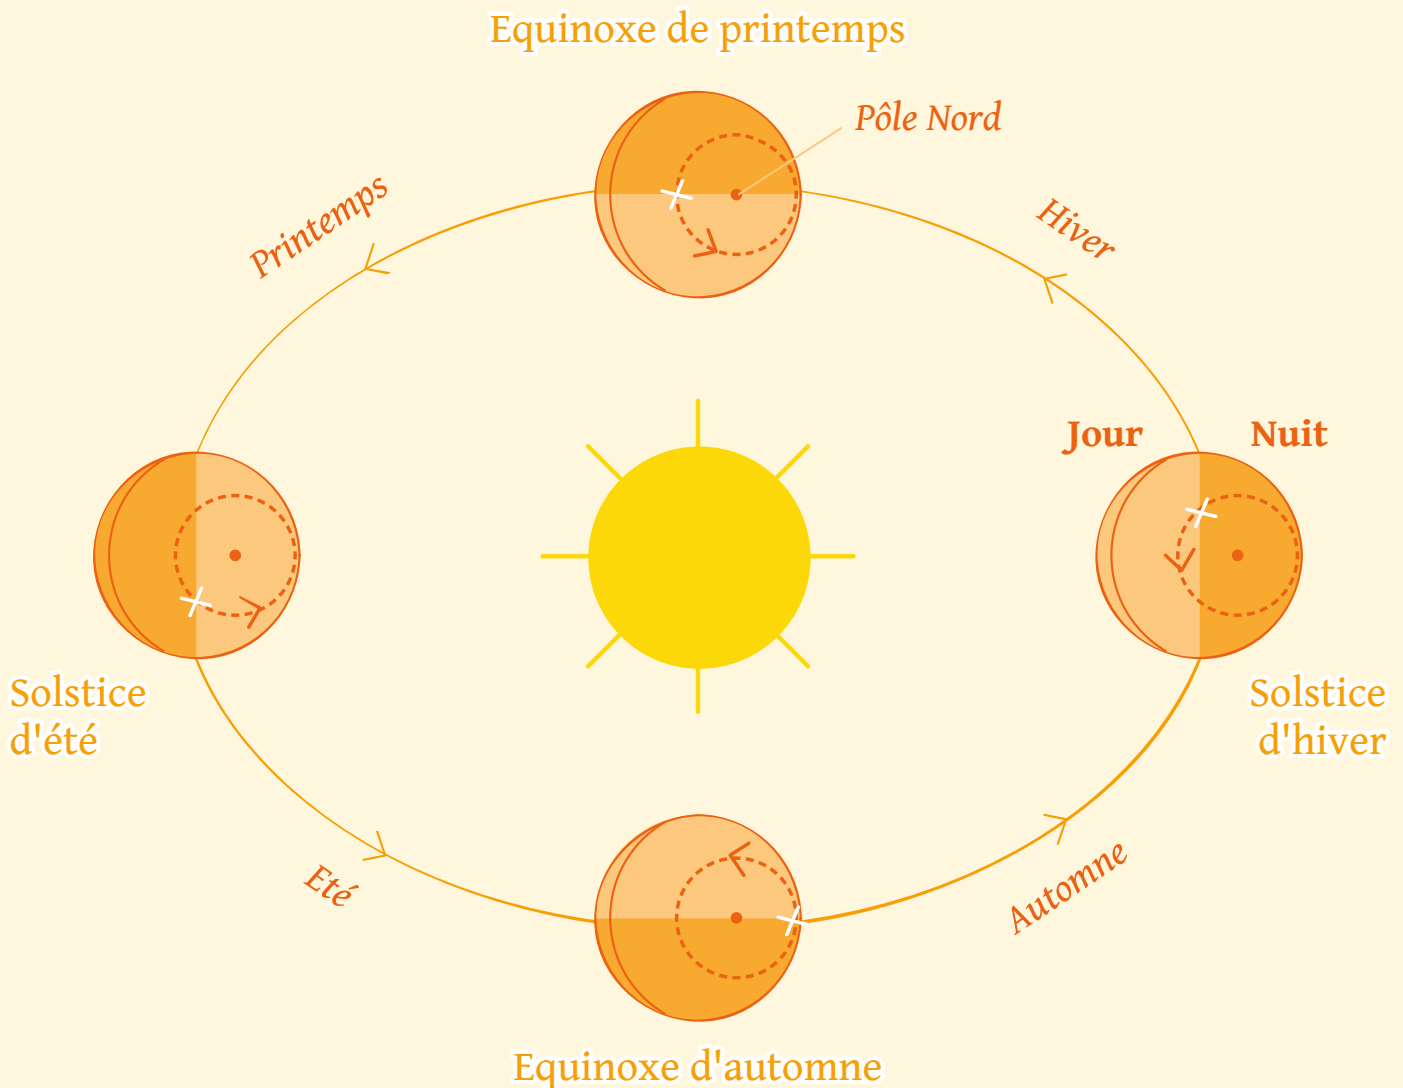 Equinoxe de printemps
Pôle Nord
Printemps
Hiver
Jour
Nuit
Solstice
d'été
Solstice
d'hiver
Eté
Automne
Equinoxe d'automne